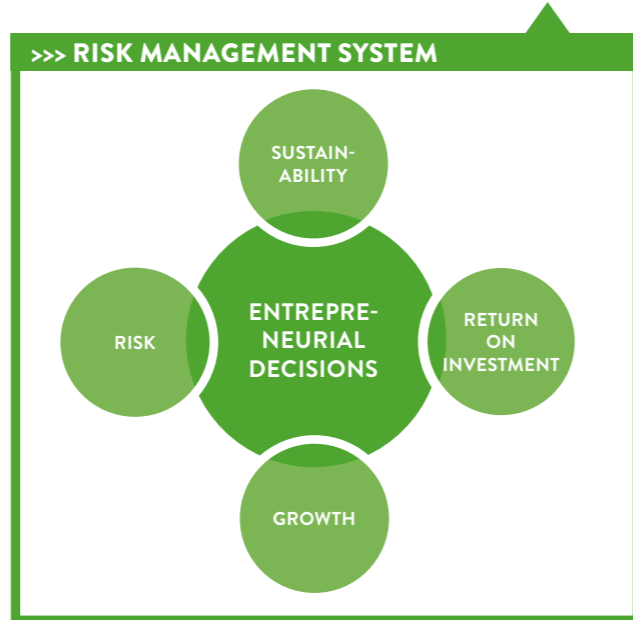 >>> RISK MANAGEMENT SYSTEM
SUSTAIN-
ABILITY
ENTREPRE-
NEURIAL
DECISIONS
RISK
RETURN
ON
INVESTMENT
GROWTH